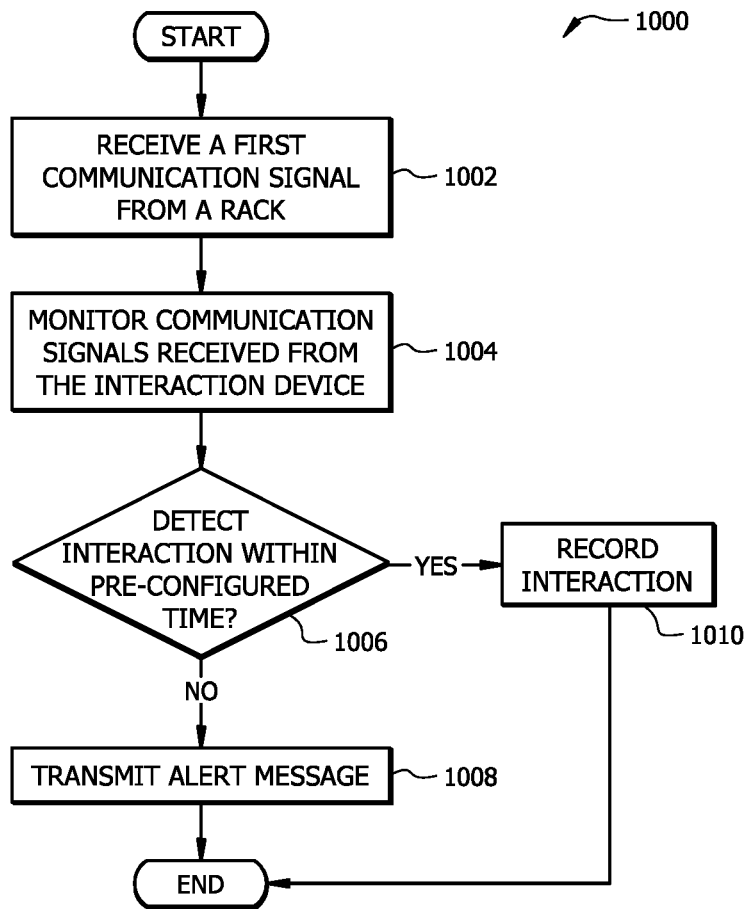 START
1000
RECEIVE A FIRST
COMMUNICATION SIGNAL
FROM A RACK
1002
MONITOR COMMUNICATION
SIGNALS RECEIVED FROM
THE INTERACTION DEVICE
1004
DETECT
INTERACTION WITHIN
PRE-CONFIGURED
TIME?
1006
YES
RECORD
INTERACTION
1010
NO
TRANSMIT ALERT MESSAGE
1008
END